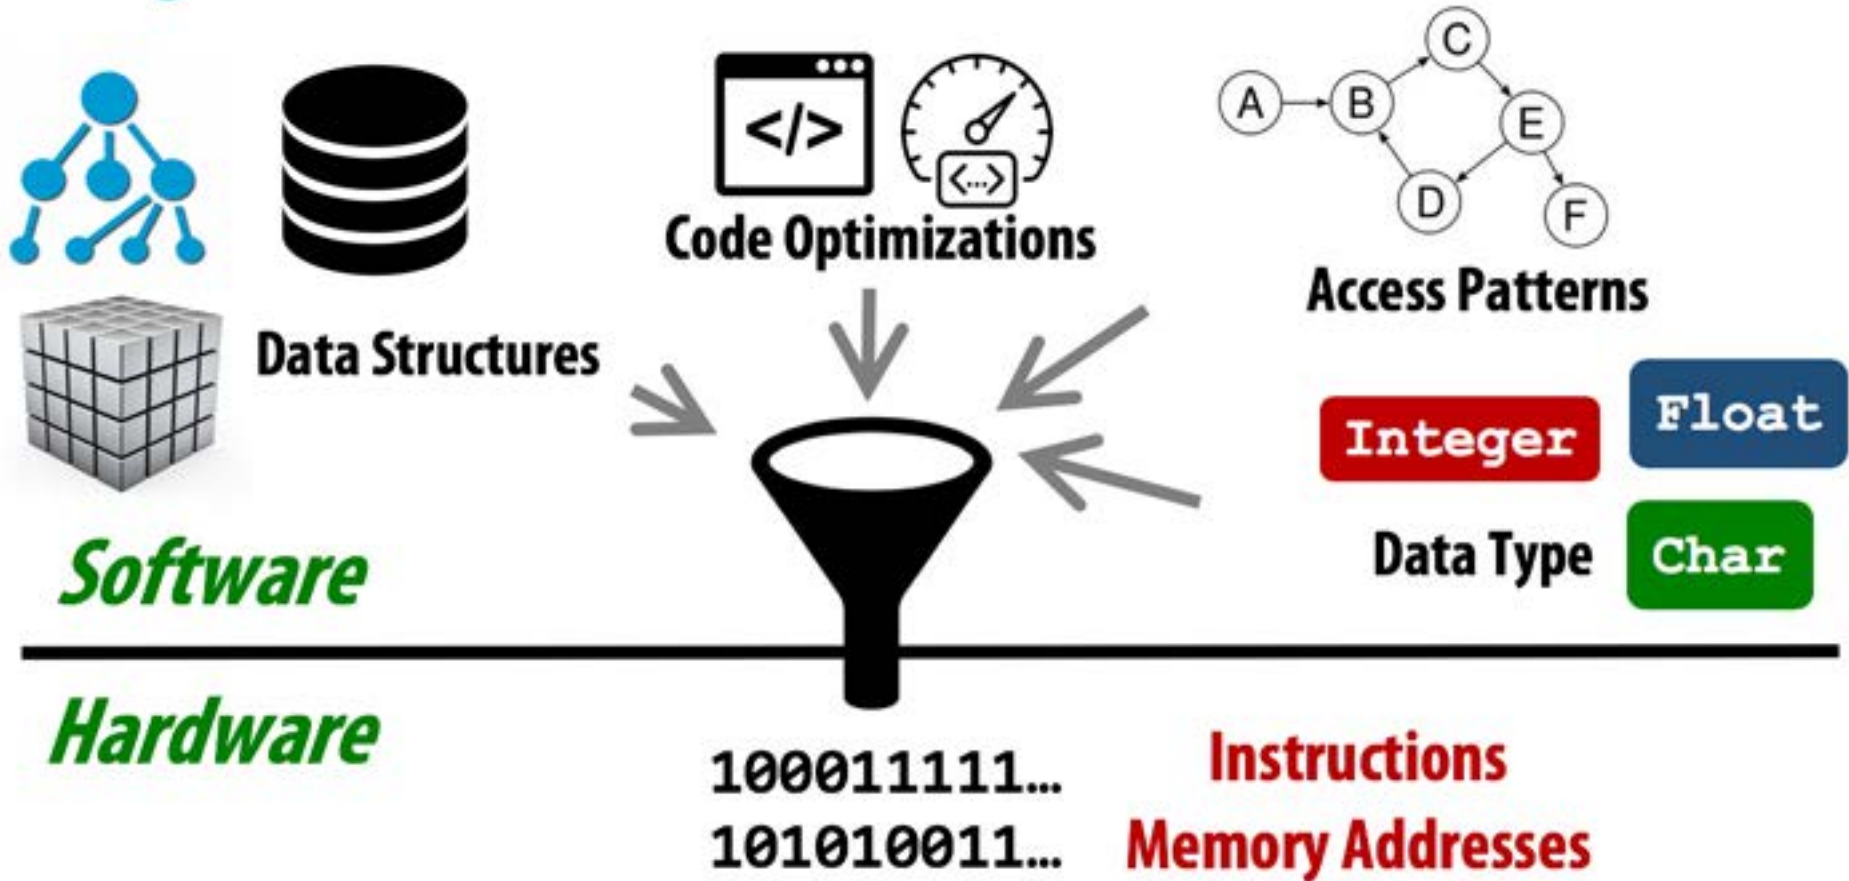 </>
<...>
Code Optimizations
A
B
C
D
E
F
Access Patterns
Data Structures
Integer
Float
Data Type
Char
Software
Hardware
100011111...
Instructions
101010011...
Memory Addresses